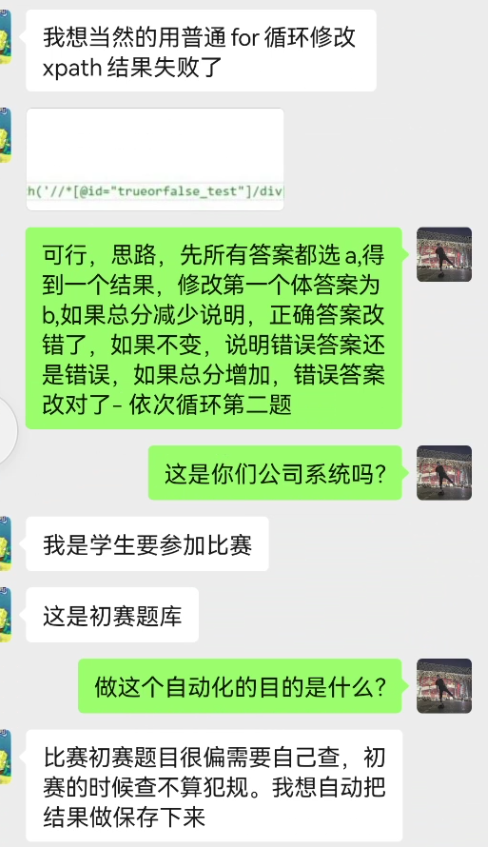 我想当然的用普通 for 循环修改
xpath 结果失败了
h('//*[@id="trueorfalse_test"]/div
可行，思路，先所有答案都选 a,得
到一个结果，修改第一个体答案为
b,如果总分减少说明，正确答案改
错了，如果不变，说明错误答案还
是错误，如果总分增加，错误答案
改对了- 依次循环第二题
这是你们公司系统吗?
我是学生要参加比赛
这是初赛题库
做这个自动化的目的是什么?
比赛初赛题目很偏需要自己查，初
赛的时候查不算犯规。我想自动把
结果做保存下来